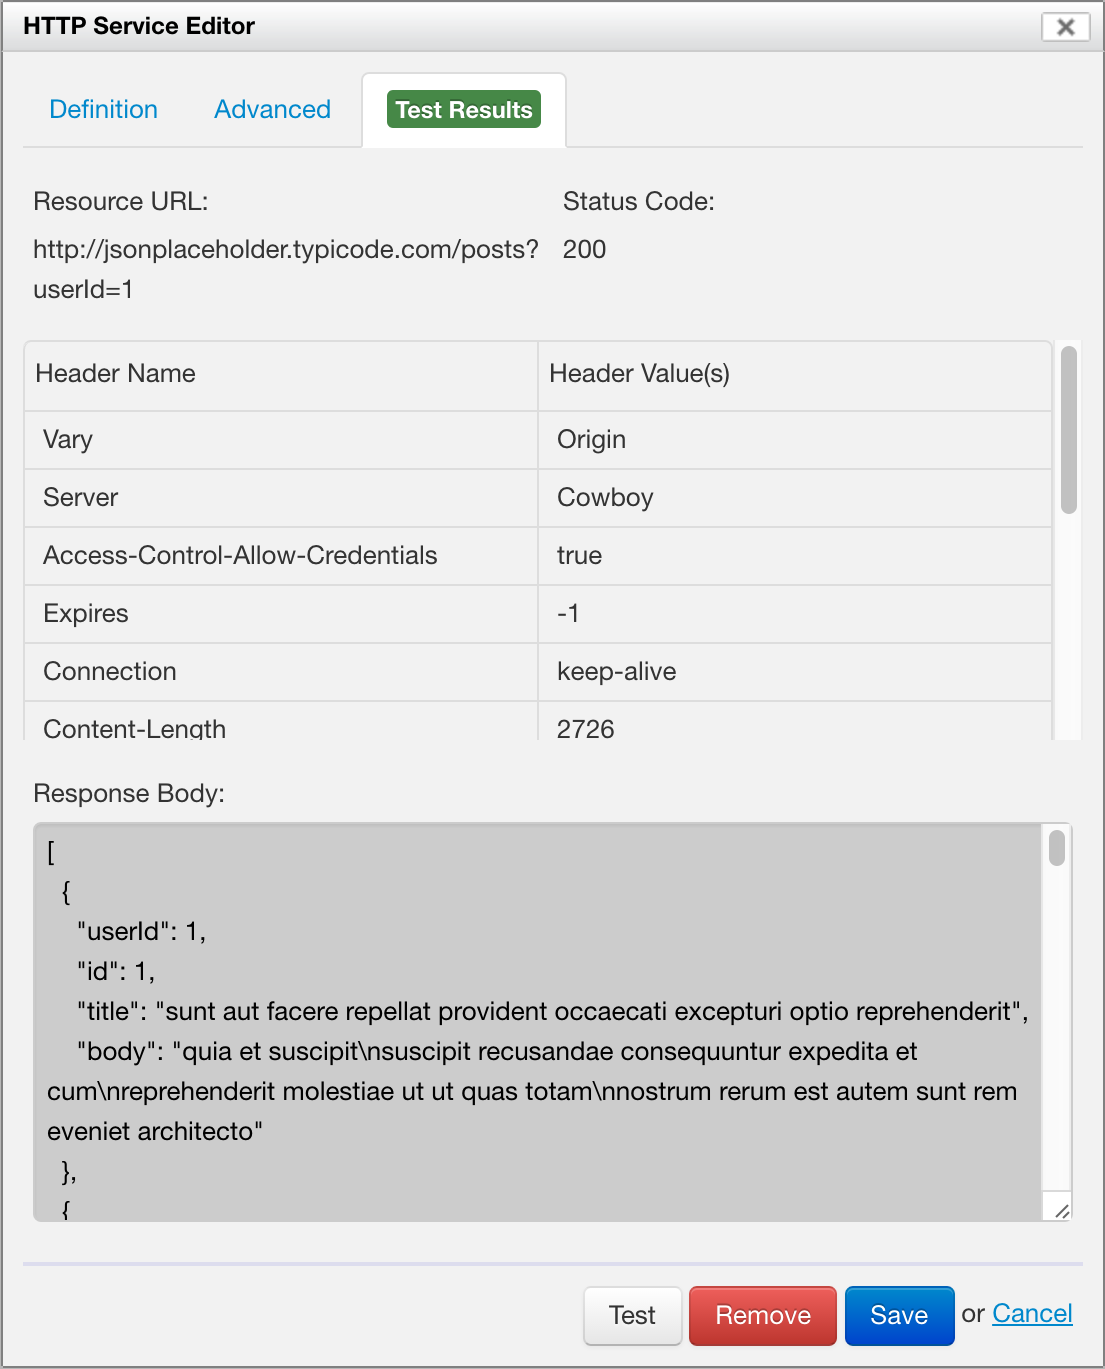 HTTP Service Editor
Definition Advanced Test Results
Resource URL: Status Code:
http://jsonplaceholder.typicode.com/posts? 200
userId=1
Header Name Header Value(s)
Vary Origin
Server Cowboy
Access-Control-Allow-Credentials true
Expires -1
Connection keep-alive
Content-Length 2726
Response Body:
[
{
"userId": 1,
"id": 1,
"title": "sunt aut facere repellat provident occaecati excepturi optio reprehenderit",
"body": "quia et suscipit\nsuscipit recusandae consequuntur expedita et
cum\nreprehenderit molestiae ut ut quas totam\nnostrum rerum est autem sunt rem
eveniet architecto"
},
{
Test Remove Save or Cancel